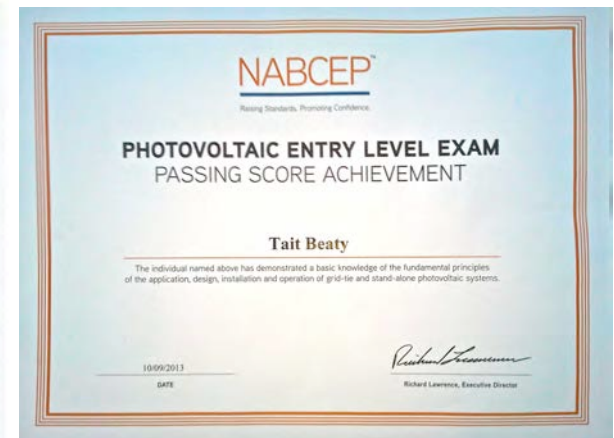 NABCEP™
Raising Standards. Promoting Confidence.
PHOTOVOLTAIC ENTRY LEVEL EXAM
PASSING SCORE ACHIEVEMENT
Tait Beaty
The individual named above has demonstrated a basic knowledge of the fundamental principles
of the application, design, installation and operation of grid-tie and stand-alone photovoltaic systems.
10/09/2013
DATE
Richard Lawrence, Executive Director